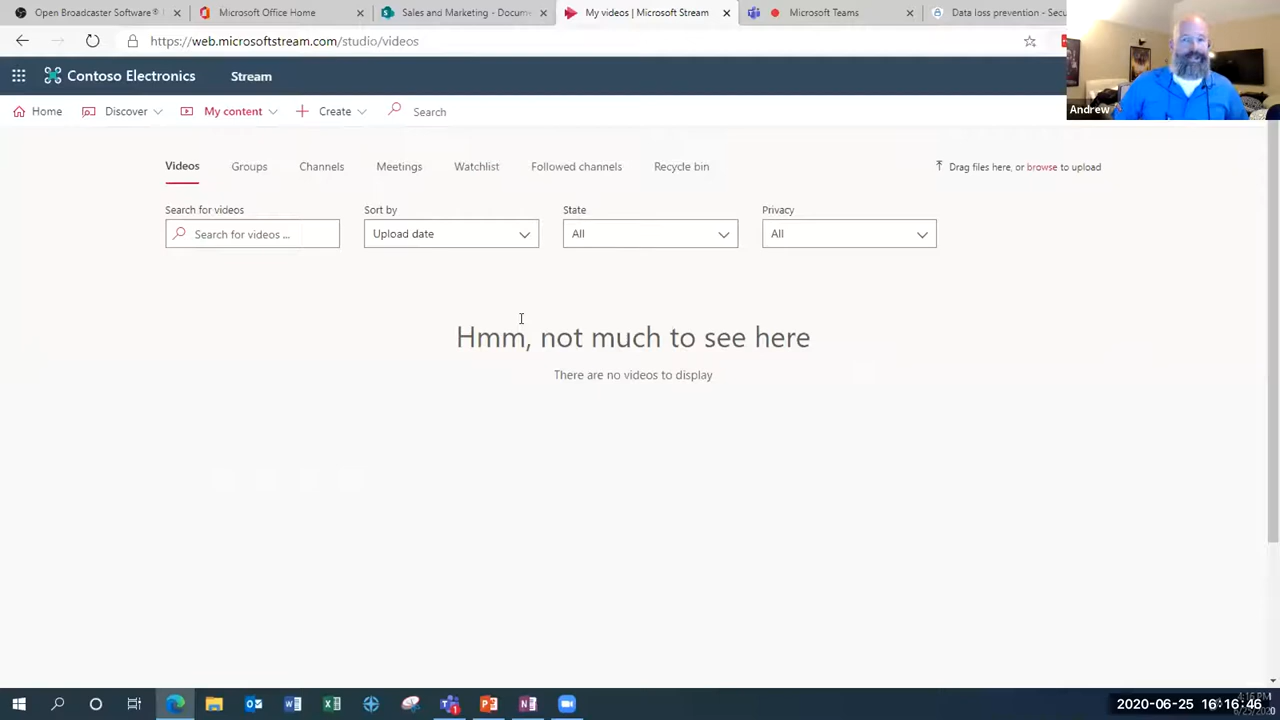 Open Broadcaster Software®
Microsoft Office Home
Sales and Marketing - Docum
My videos | Microsoft Stream
Microsoft Teams
Data loss prevention - Secu
https://web.microsoftstream.com/studio/videos
Contoso Electronics
Stream
Andrew
Home
Discover
My content
Create
Search
Videos
Groups
Channels
Meetings
Watchlist
Followed channels
Recycle bin
Drag files here, or browse to upload
Search for videos
Sort by
State
Privacy
Search for videos ...
Upload date
All
All
Hmm, not much to see here
There are no videos to display
2020-06-25 16:16:46